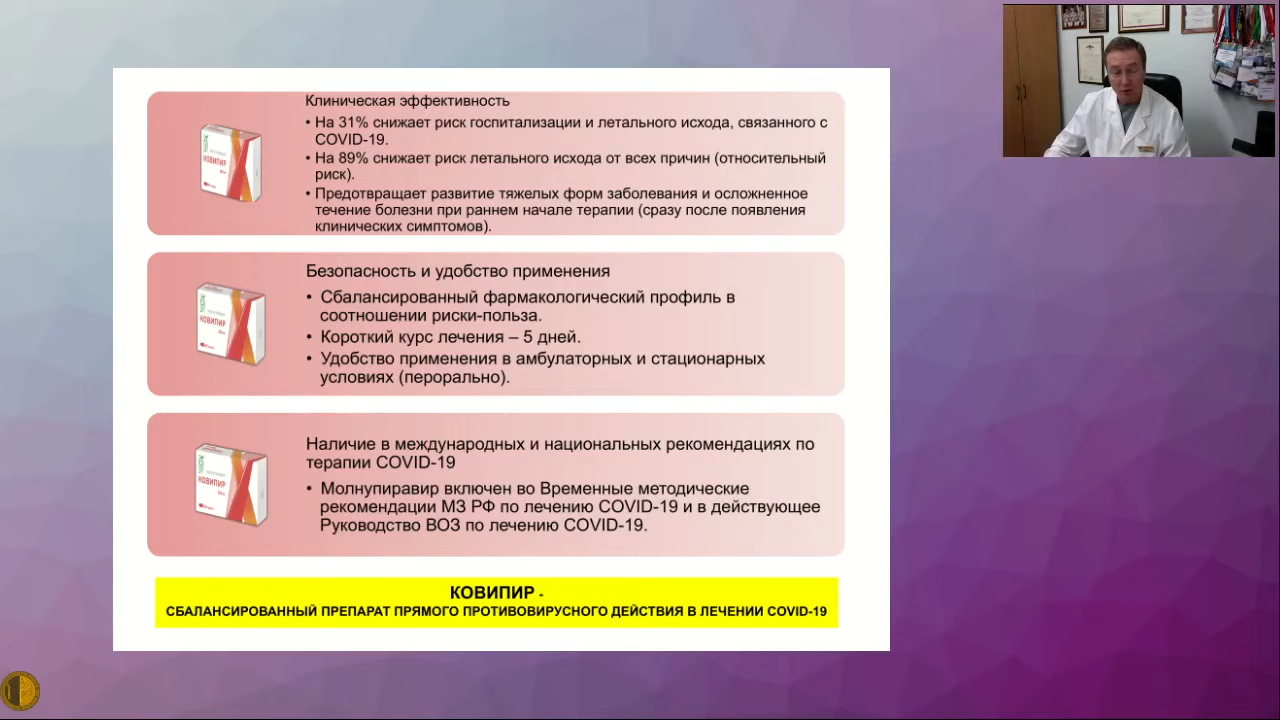 Клиническая эффективность
• На 31% снижает риск госпитализации и летального исхода, связанного с
COVID-19.
• На 89% снижает риск летального исхода от всех причин (относительный
риск).
• Предотвращает развитие тяжелых форм заболевания и осложненное
течение болезни при раннем начале терапии (сразу после появления
клинических симптомов).
КОВИПИР
Безопасность и удобство применения
• Сбалансированный фармакологический профиль в
соотношении риски-польза.
• Короткий курс лечения – 5 дней.
• Удобство применения в амбулаторных и стационарных
условиях (перорально).
КОВИПИР
Наличие в международных и национальных рекомендациях по
терапии COVID-19
• Молнупиравир включен во Временные методические
рекомендации МЗ РФ по лечению COVID-19 и в действующее
Руководство ВОЗ по лечению COVID-19.
КОВИПИР
КОВИПИР -
СБАЛАНСИРОВАННЫЙ ПРЕПАРАТ ПРЯМОГО ПРОТИВОВИРУСНОГО ДЕЙСТВИЯ В ЛЕЧЕНИИ COVID-19